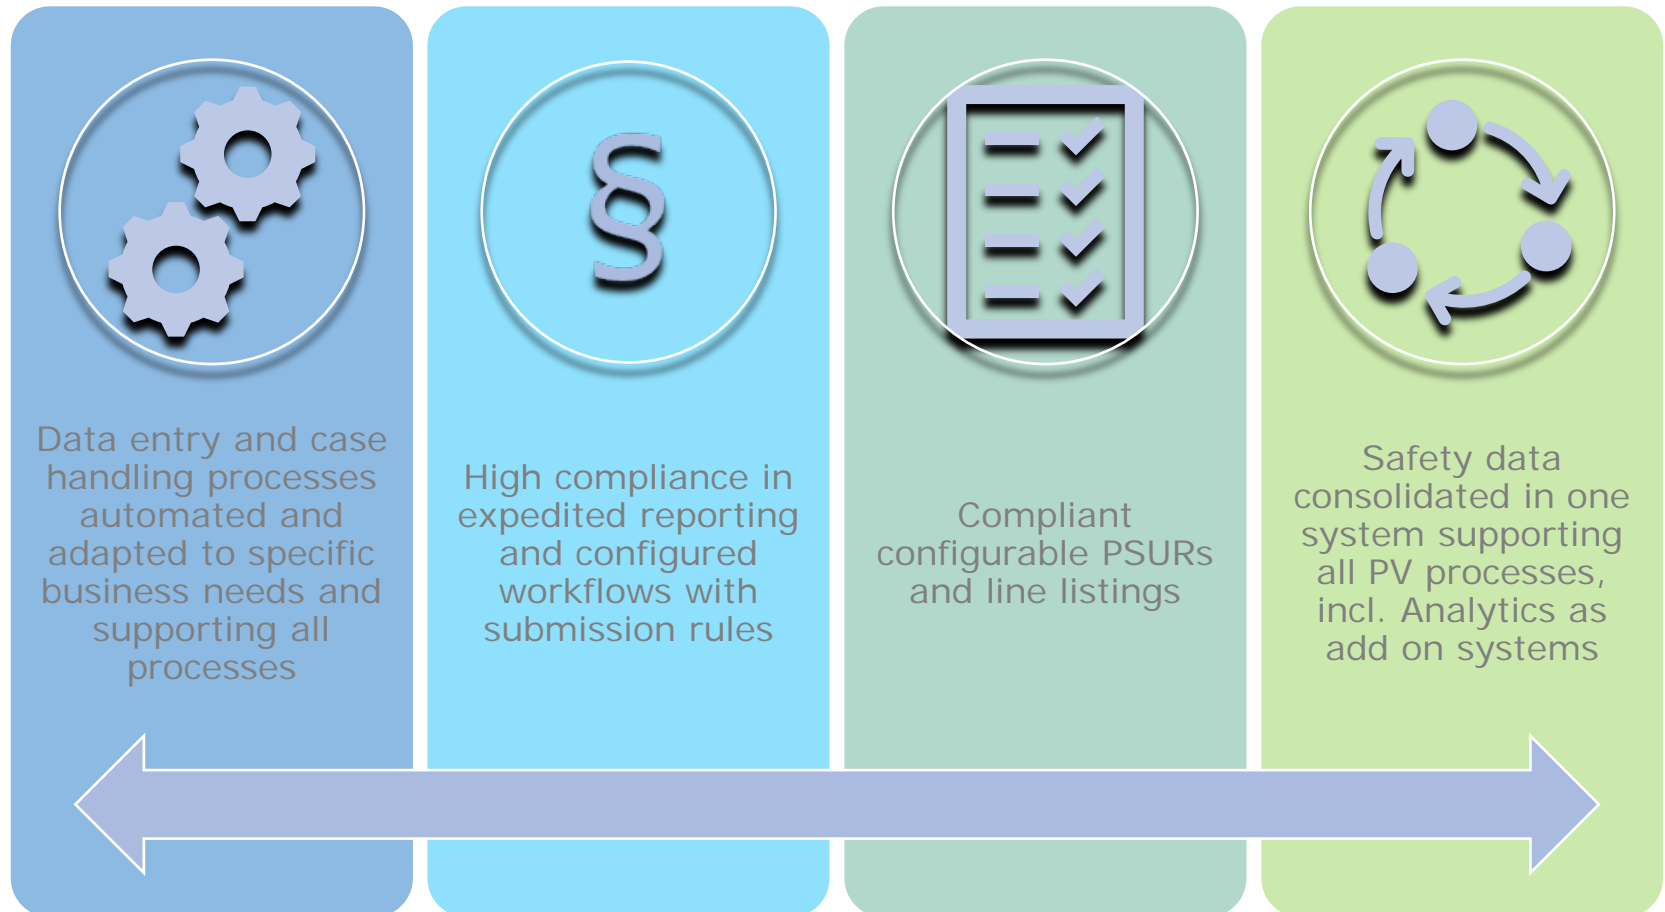 Data entry and case
handling processes
automated and
adapted to specific
business needs and
supporting all
processes
§
High compliance in
expedited reporting
and configured
workflows with
submission rules
Compliant
configurable PSURs
and line listings
Safety data
consolidated in one
system supporting
all PV processes,
incl. Analytics as
add on systems